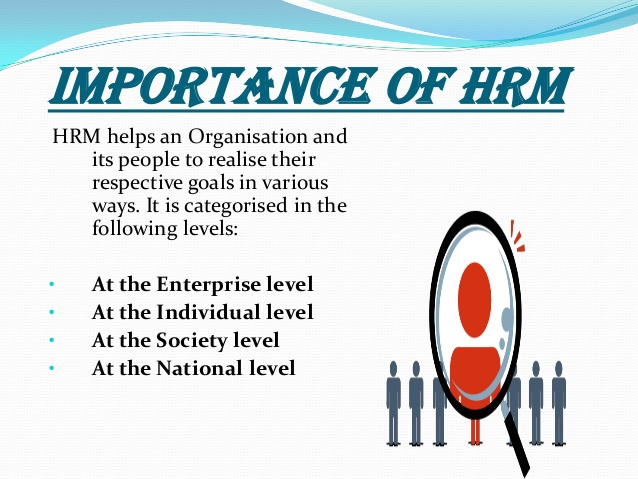 IMPORTANCE OF HRM
HRM helps an Organisation and
its people to realise their
respective goals in various
ways. It is categorised in the
following levels:
• At the Enterprise level
• At the Individual level
• At the Society level
• At the National level